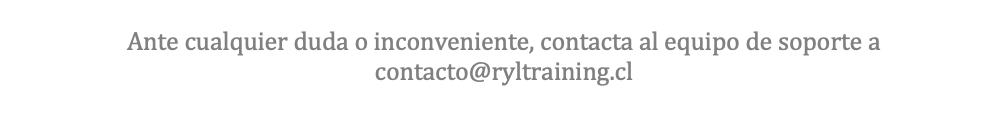 Ante cualquier duda o inconveniente, contacta al equipo de soporte a
contacto@ryltraining.cl